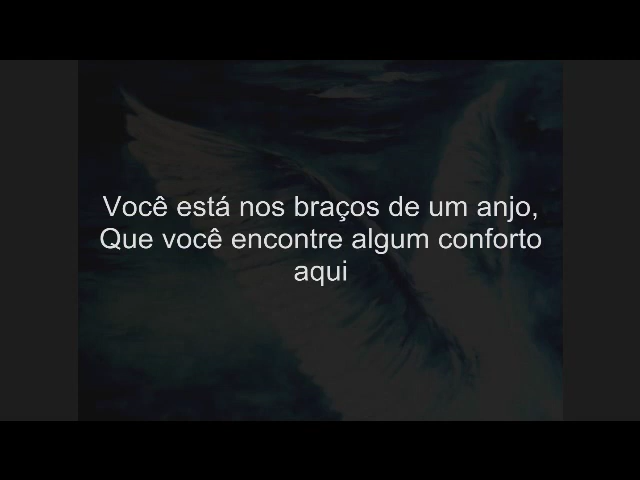 Você está nos braços de um anjo,
Que você encontre algum conforto
aqui